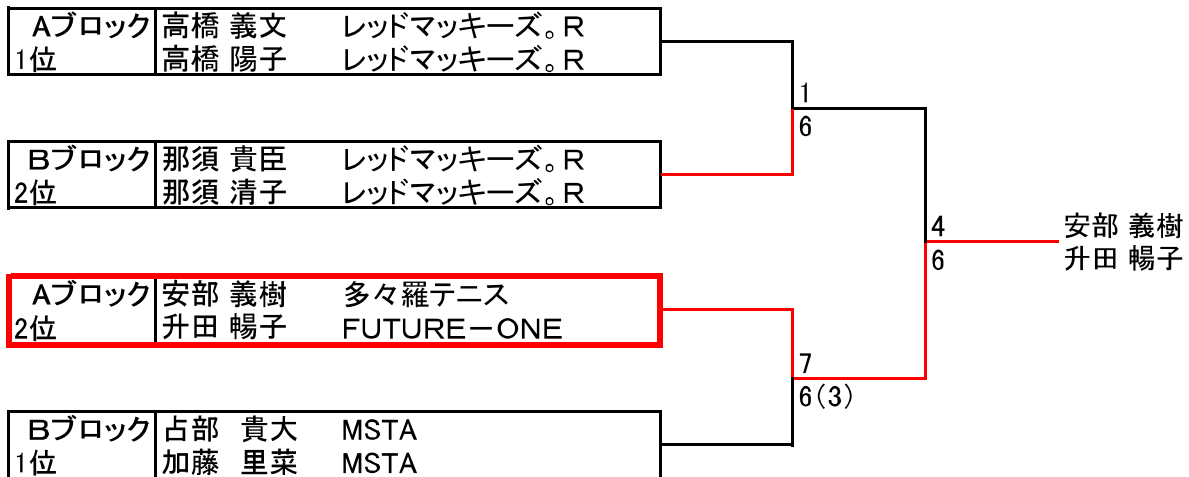 Aブロック 高橋 義文 レッドマッキーズ。R
1位 高橋 陽子 レッドマッキーズ。R
1
6
Bブロック 那須 貴臣 レッドマッキーズ。R
2位 那須 清子 レッドマッキーズ。R
4
6
安部 義樹
升田 暢子
Aブロック 安部 義樹 多々羅テニス
2位 升田 暢子 FUTURE－ONE
7
6(3)
Bブロック 占部 貴大 MSTA
1位 加藤 里菜 MSTA